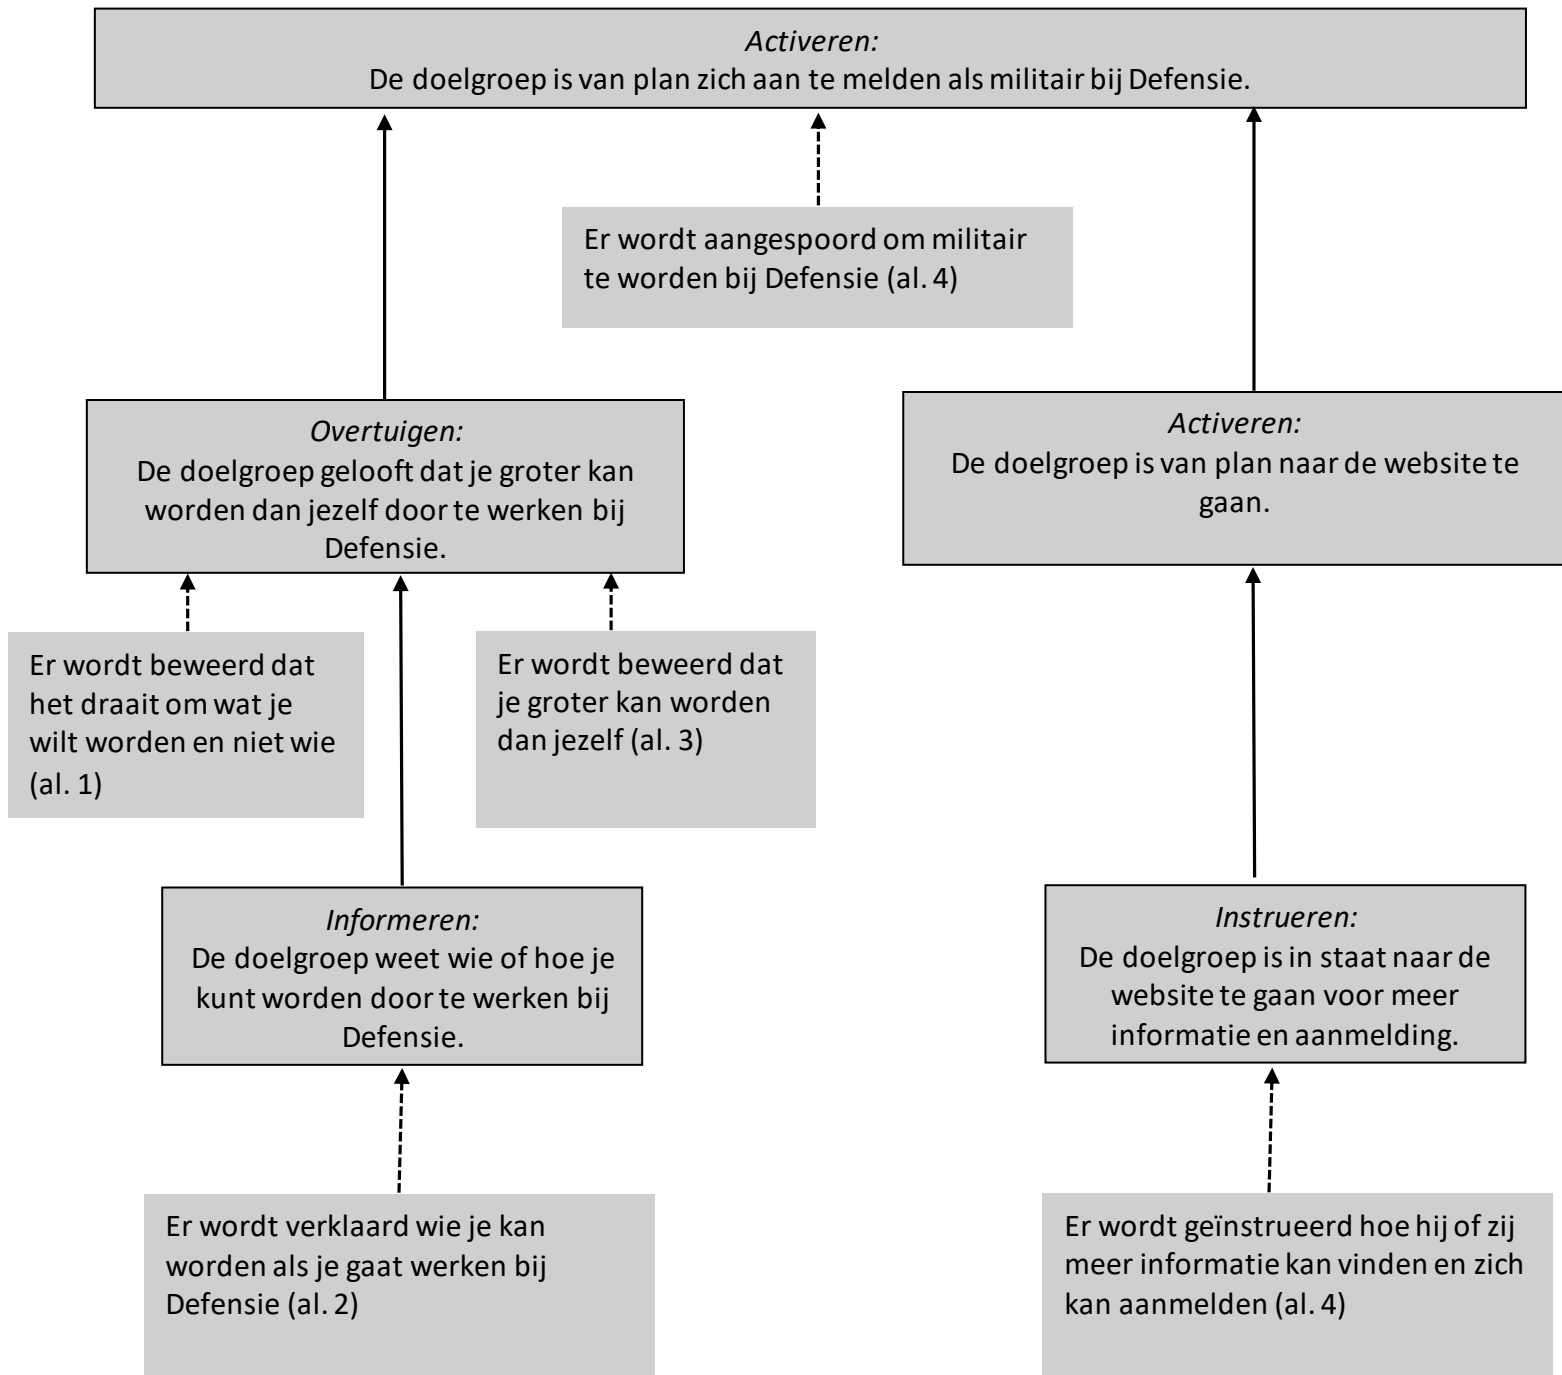 Activeren:
De doelgroep is van plan zich aan te melden als militair bij Defensie.
Er wordt aangespoord om militair
te worden bij Defensie (al. 4)
Overtuigen:
De doelgroep gelooft dat je groter kan
worden dan jezelf door te werken bij
Defensie.
Activeren:
De doelgroep is van plan naar de website te
gaan.
Er wordt beweerd dat
het draait om wat je
wilt worden en niet wie
(al. 1)
Er wordt beweerd dat
je groter kan worden
dan jezelf (al. 3)
Informeren:
De doelgroep weet wie of hoe je
kunt worden door te werken bij
Defensie.
Instrueren:
De doelgroep is in staat naar de
website te gaan voor meer
informatie en aanmelding.
Er wordt verklaard wie je kan
worden als je gaat werken bij
Defensie (al. 2)
Er wordt geïnstrueerd hoe hij of zij
meer informatie kan vinden en zich
kan aanmelden (al. 4)